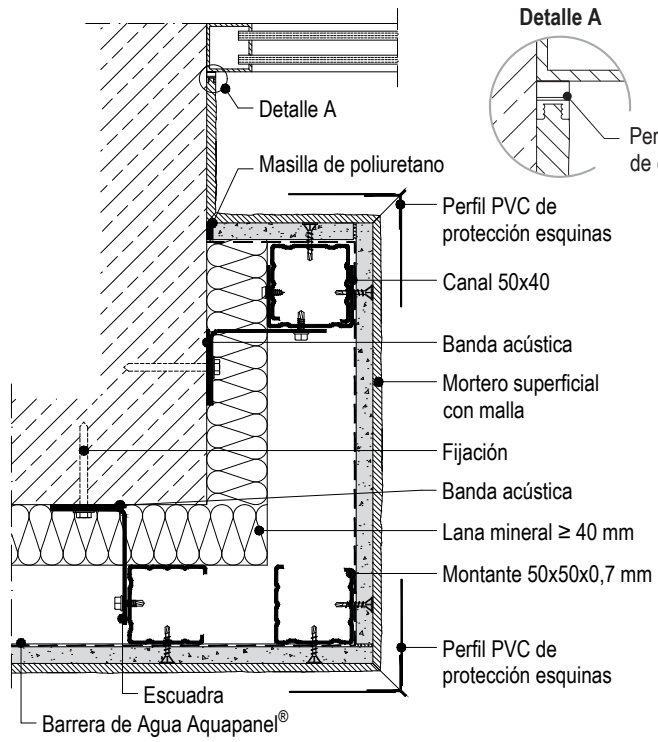 Detalle A
Detalle A
Masilla de poliuretano
Perfil PVC de
protección esquinas
Canal 50x40
Banda acústica
Mortero superficial
con malla
Fijación
Banda acústica
Lana mineral ≥ 40 mm
Montante 50x50x0,7 mm
Perfil PVC de
protección esquinas
Escuadra
Barrera de Agua Aquapanel®